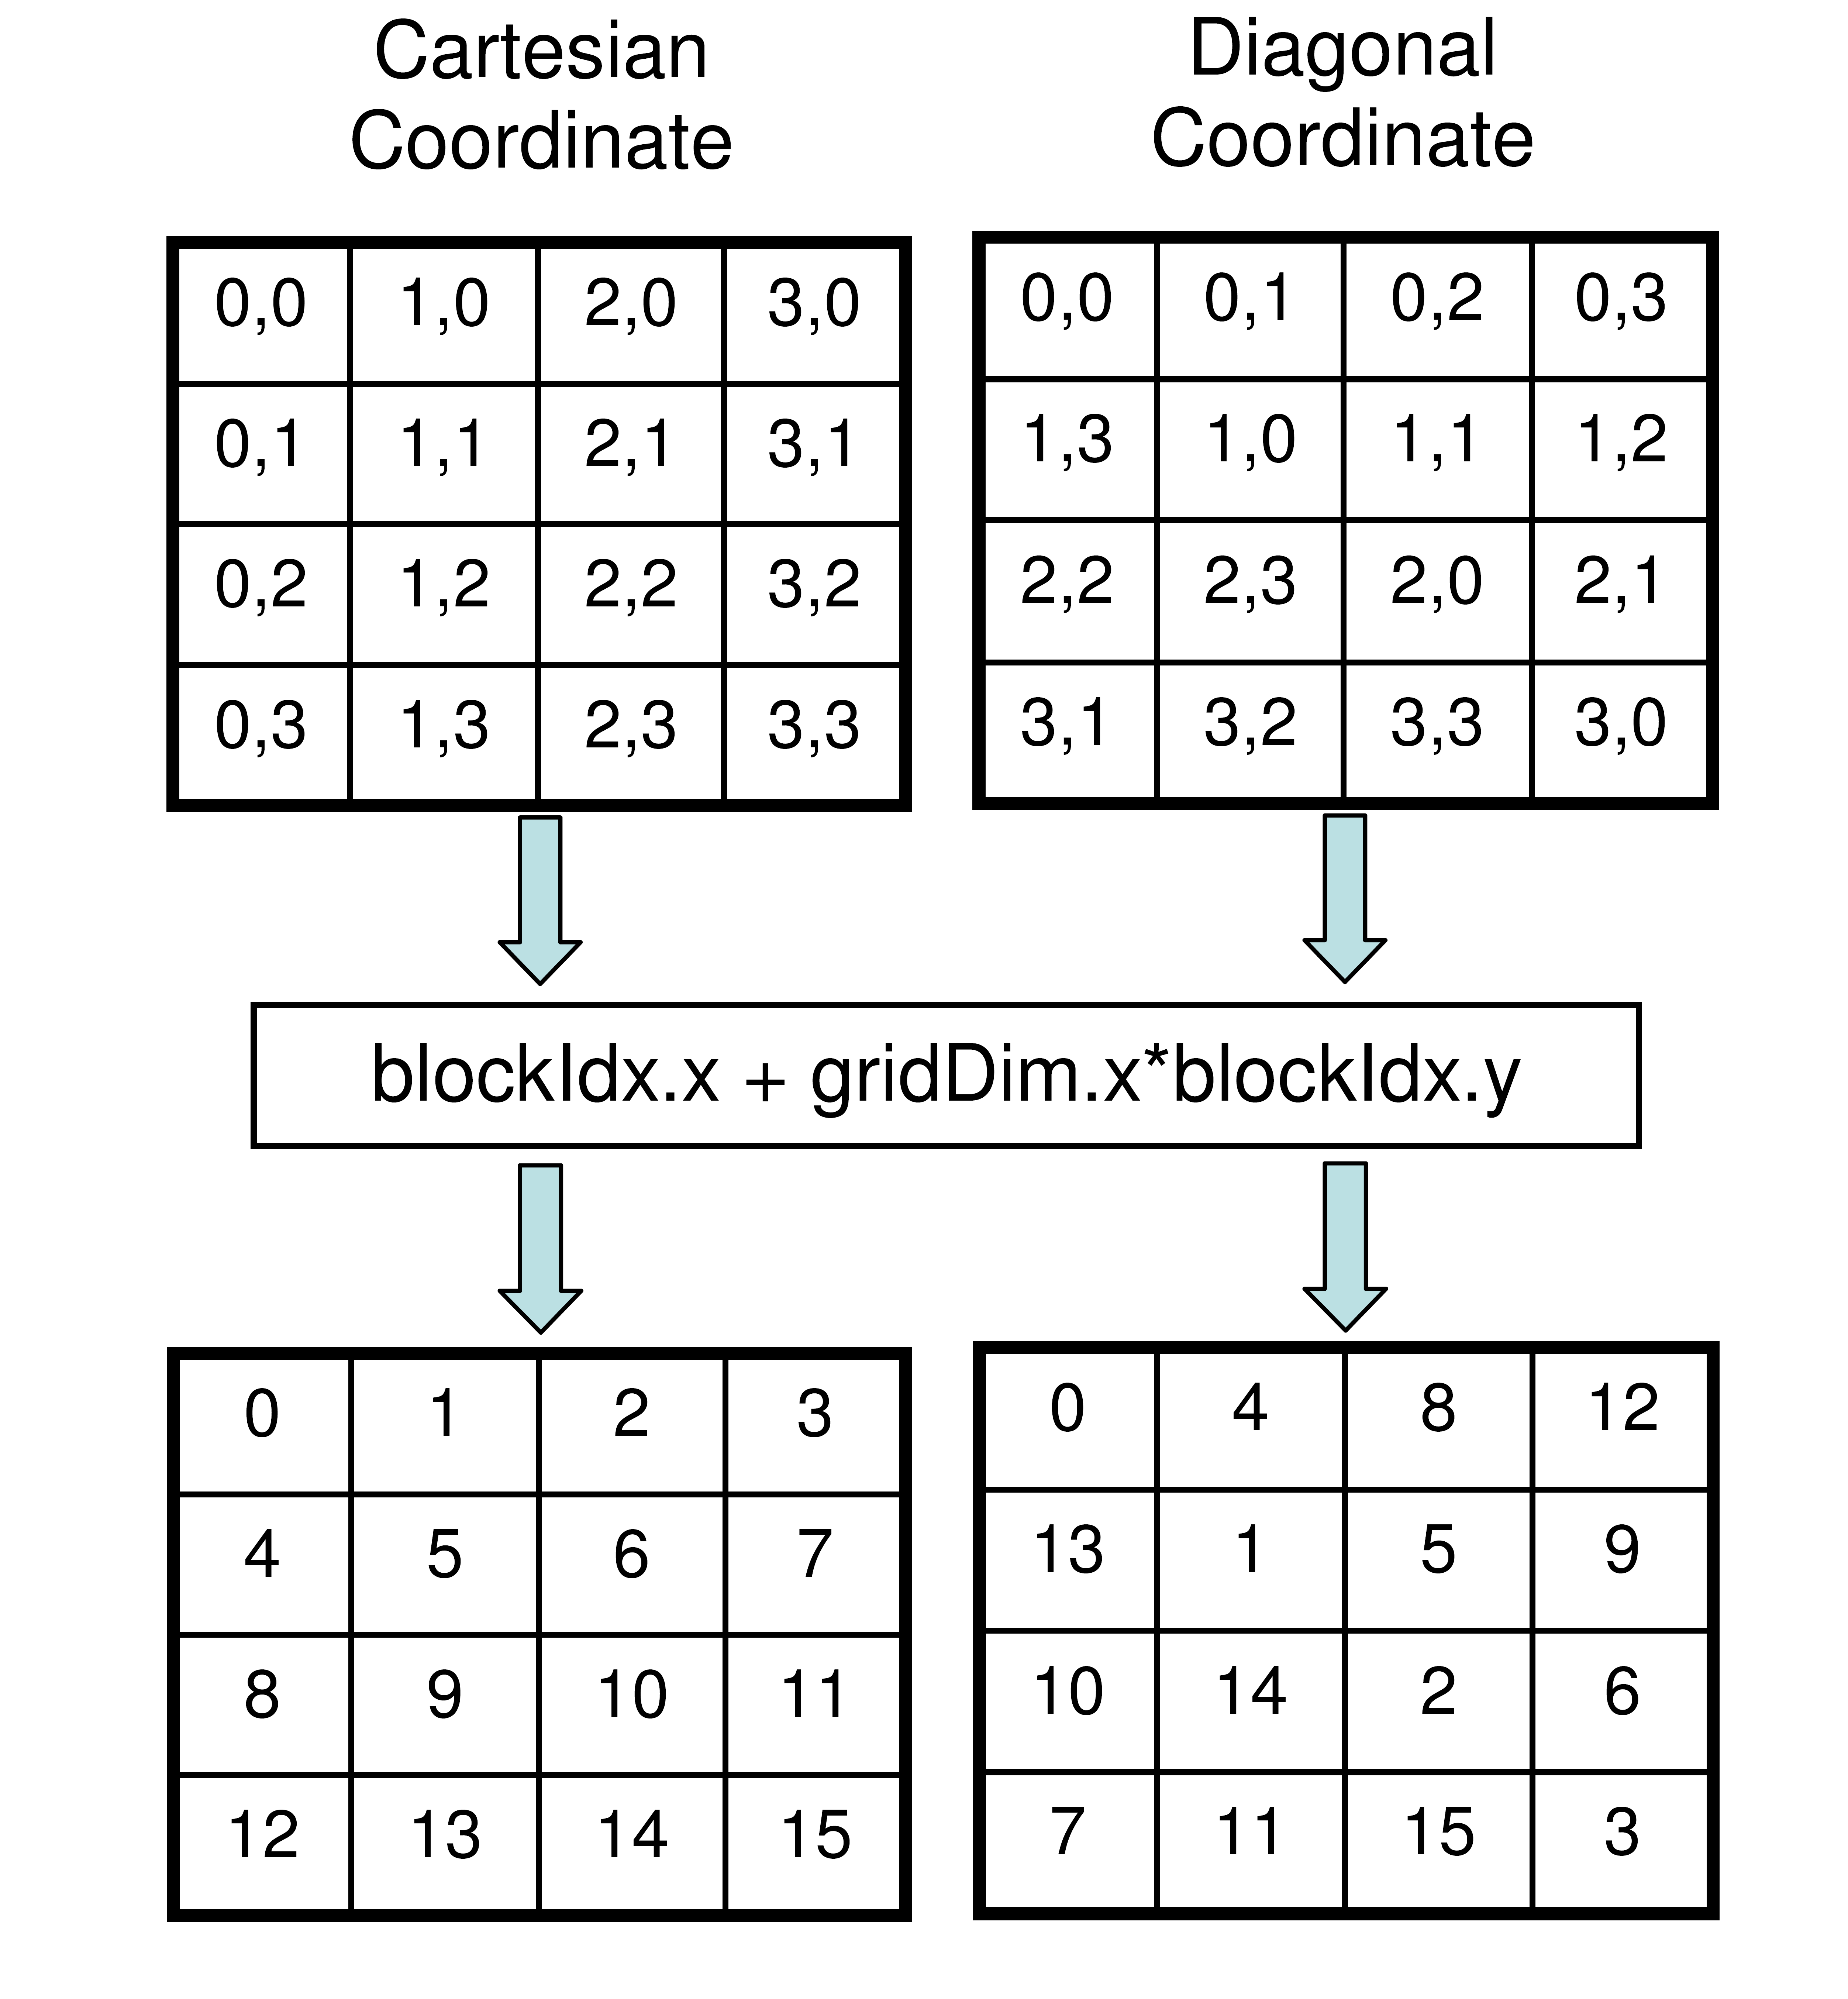 Cartesian
Coordinate
Diagonal
Coordinate
0,0 1,0 2,0 3,0
0,1 1,1 2,1 3,1
0,2 1,2 2,2 3,2
0,3 1,3 2,3 3,3
0,0 0,1 0,2 0,3
1,3 1,0 1,1 1,2
2,2 2,3 2,0 2,1
3,1 3,2 3,3 3,0
blockIdx.x + gridDim.x*blockIdx.y
0 1 2 3
4 5 6 7
8 9 10 11
12 13 14 15
0 4 8 12
13 1 5 9
10 14 2 6
7 11 15 3